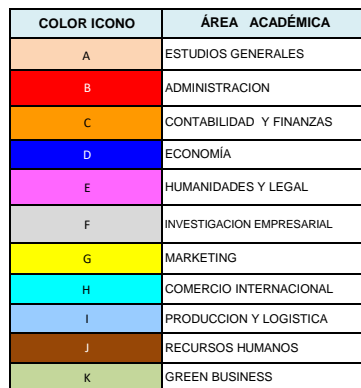 COLOR ICONO ÁREA ACADÉMICA
A ESTUDIOS GENERALES
B ADMINISTRACION
C CONTABILIDAD Y FINANZAS
D ECONOMÍA
E HUMANIDADES Y LEGAL
F INVESTIGACION EMPRESARIAL
G MARKETING
H COMERCIO INTERNACIONAL
I PRODUCCION Y LOGISTICA
J RECURSOS HUMANOS
K GREEN BUSINESS